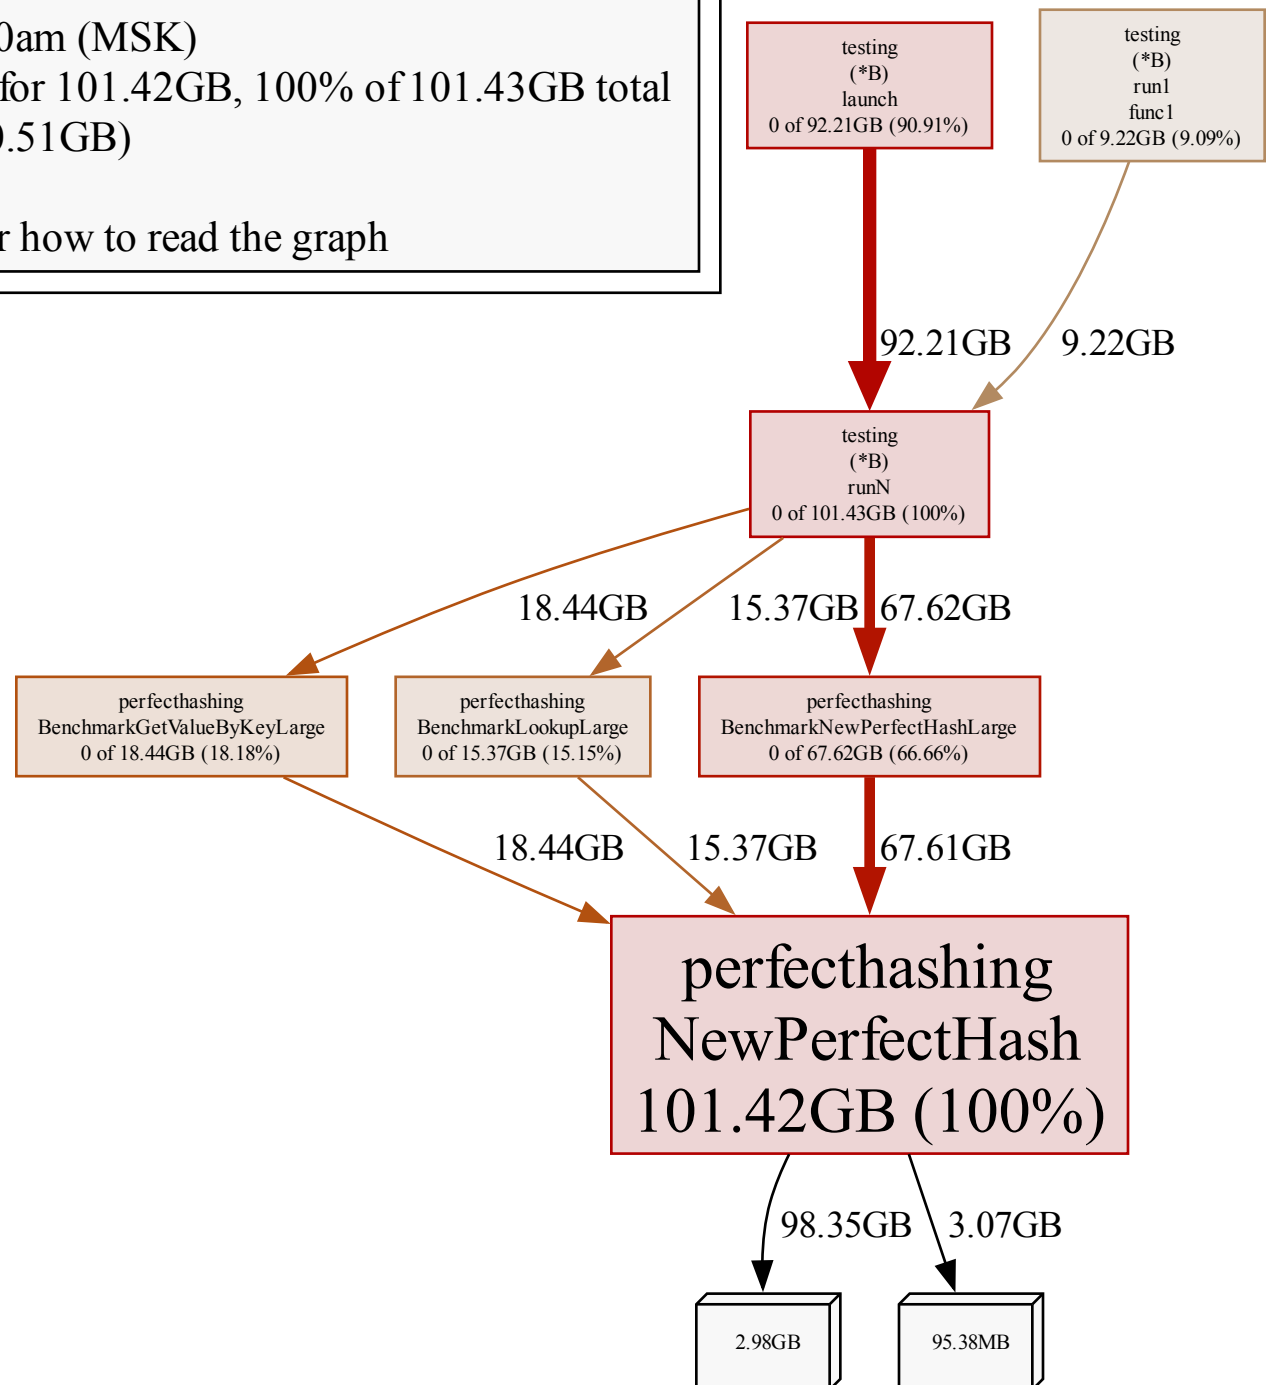 0am (MSK)
for 101.42GB, 100% of 101.43GB total
.51GB)
r how to read the graph
testing
(*B)
launch
0 of 92.21GB (90.91%)
testing
(*B)
run1
func1
0 of 9.22GB (9.09%)
92.21GB
9.22GB
testing
(*B)
runN
0 of 101.43GB (100%)
18.44GB
15.37GB
67.62GB
perfecthashing
BenchmarkGetValueByKeyLarge
0 of 18.44GB (18.18%)
perfecthashing
BenchmarkLookupLarge
0 of 15.37GB (15.15%)
perfecthashing
BenchmarkNewPerfectHashLarge
0 of 67.62GB (66.66%)
18.44GB
15.37GB
67.61GB
perfecthashing
NewPerfectHash
101.42GB (100%)
98.35GB
3.07GB
2.98GB
95.38MB